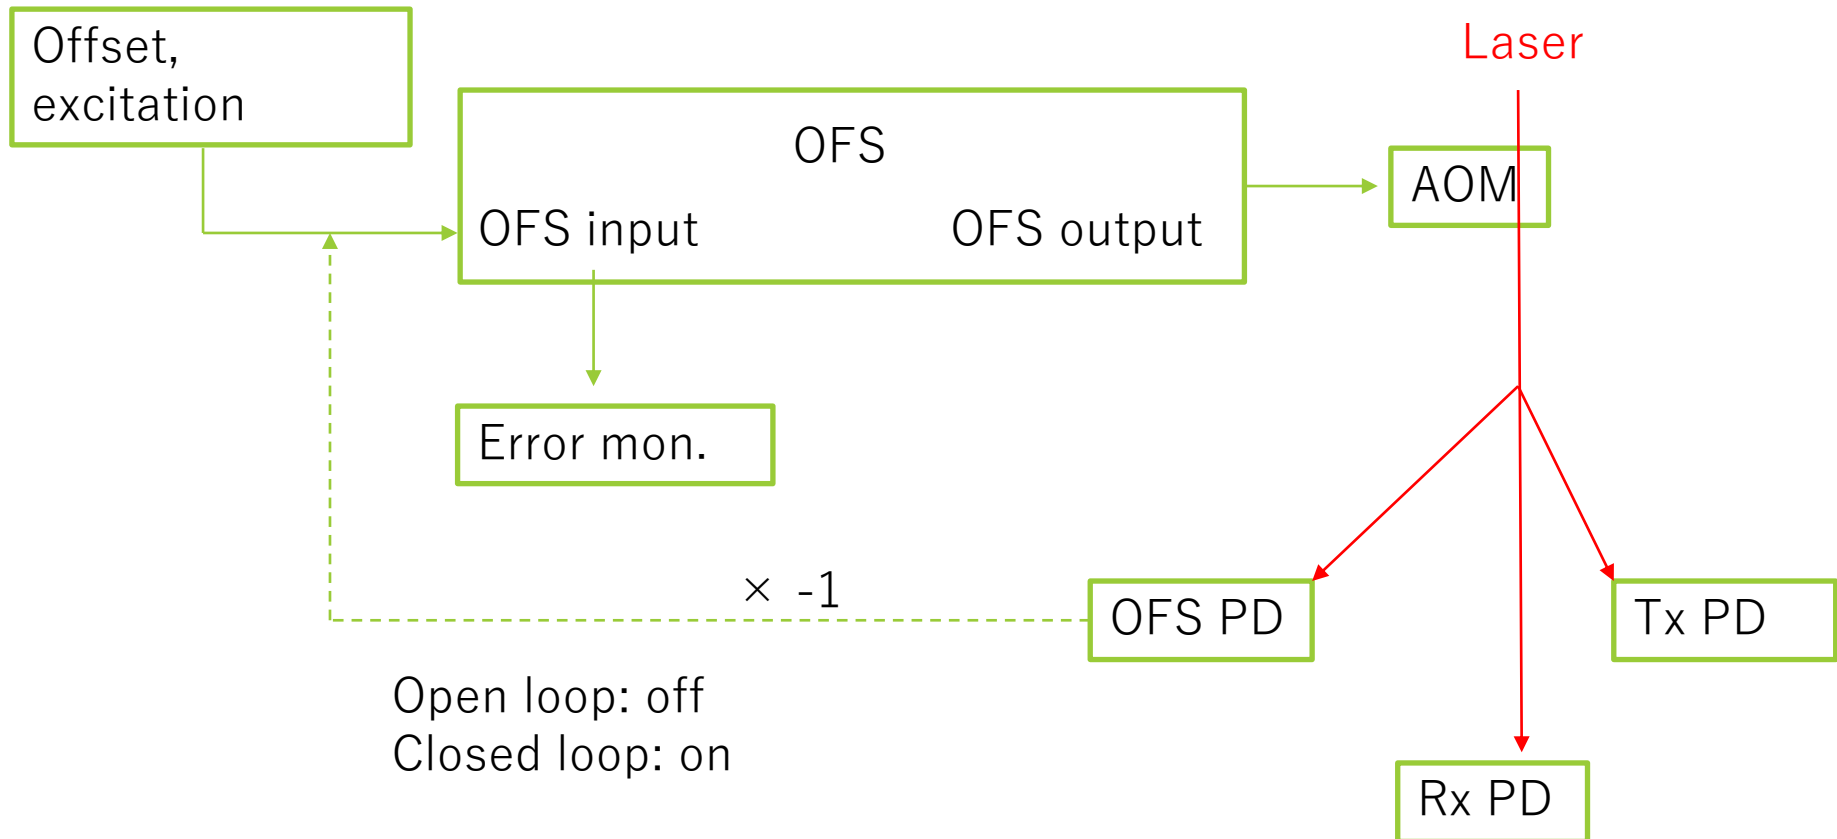 Offset,
excitation
Laser
OFS
AOM
OFS input
OFS output
Error mon.
× -1
OFS PD
Tx PD
Open loop: off
Closed loop: on
Rx PD